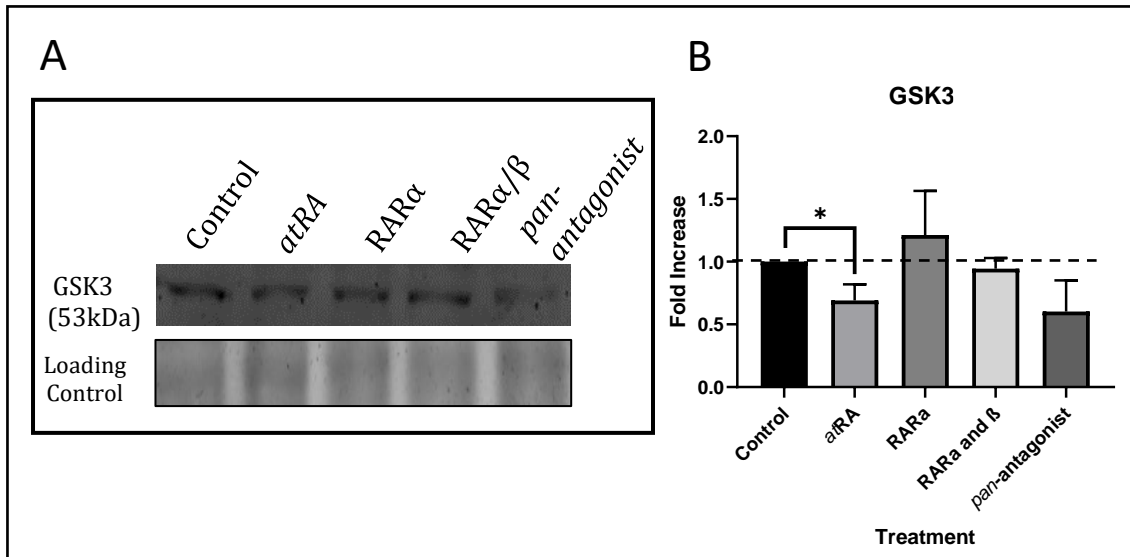 A
Control
atRA
RARα
RARα/β
pan-
antagonist
GSK3
(53kDa)
Loading
Control
B
GSK3
2.0
1.5
1.0
0.5
0.0
Fold Increase
*
Control
atRA
RARa
RARa and ß
pan-antagonist
Treatment